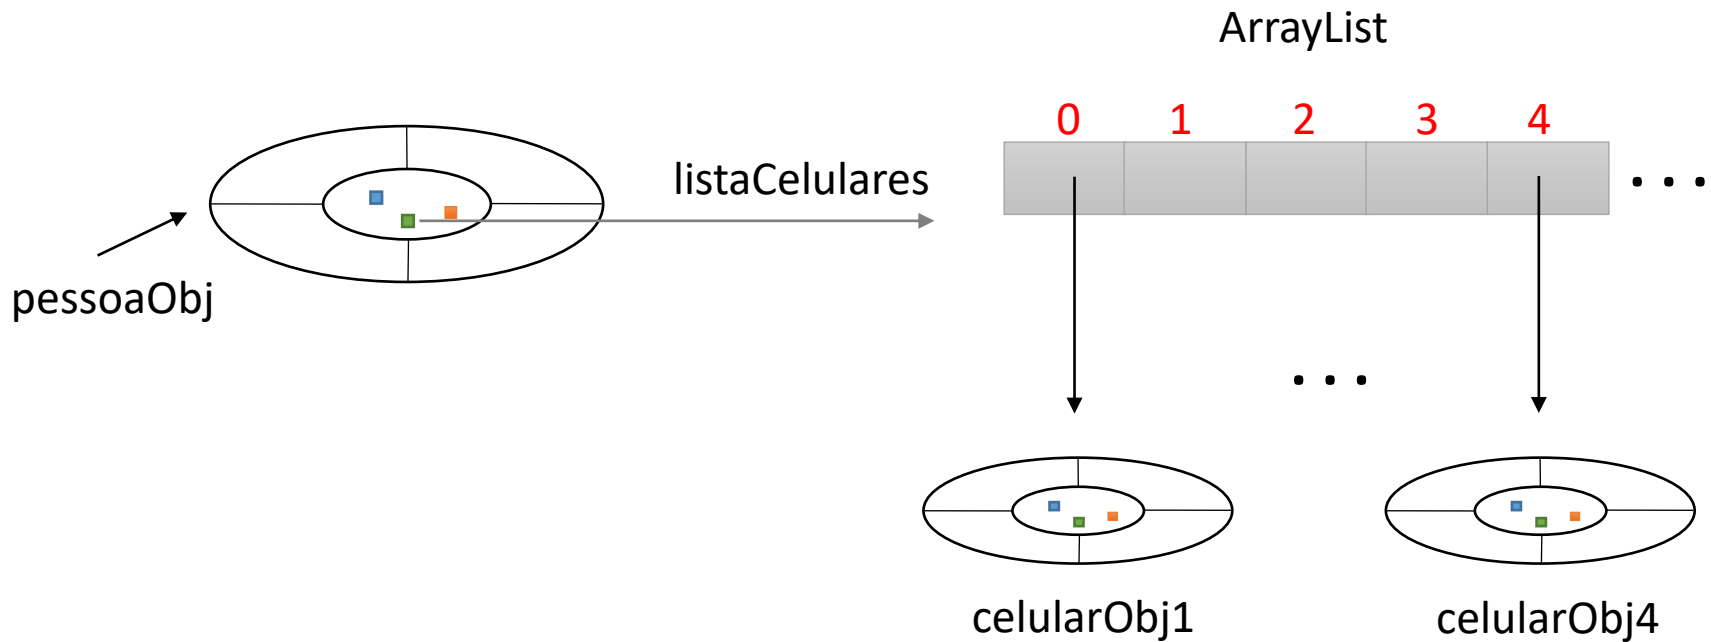 ArrayList
0 1 2 3 4
listaCelulares
. . .
pessoaObj
. . .
celularObj1
celularObj4